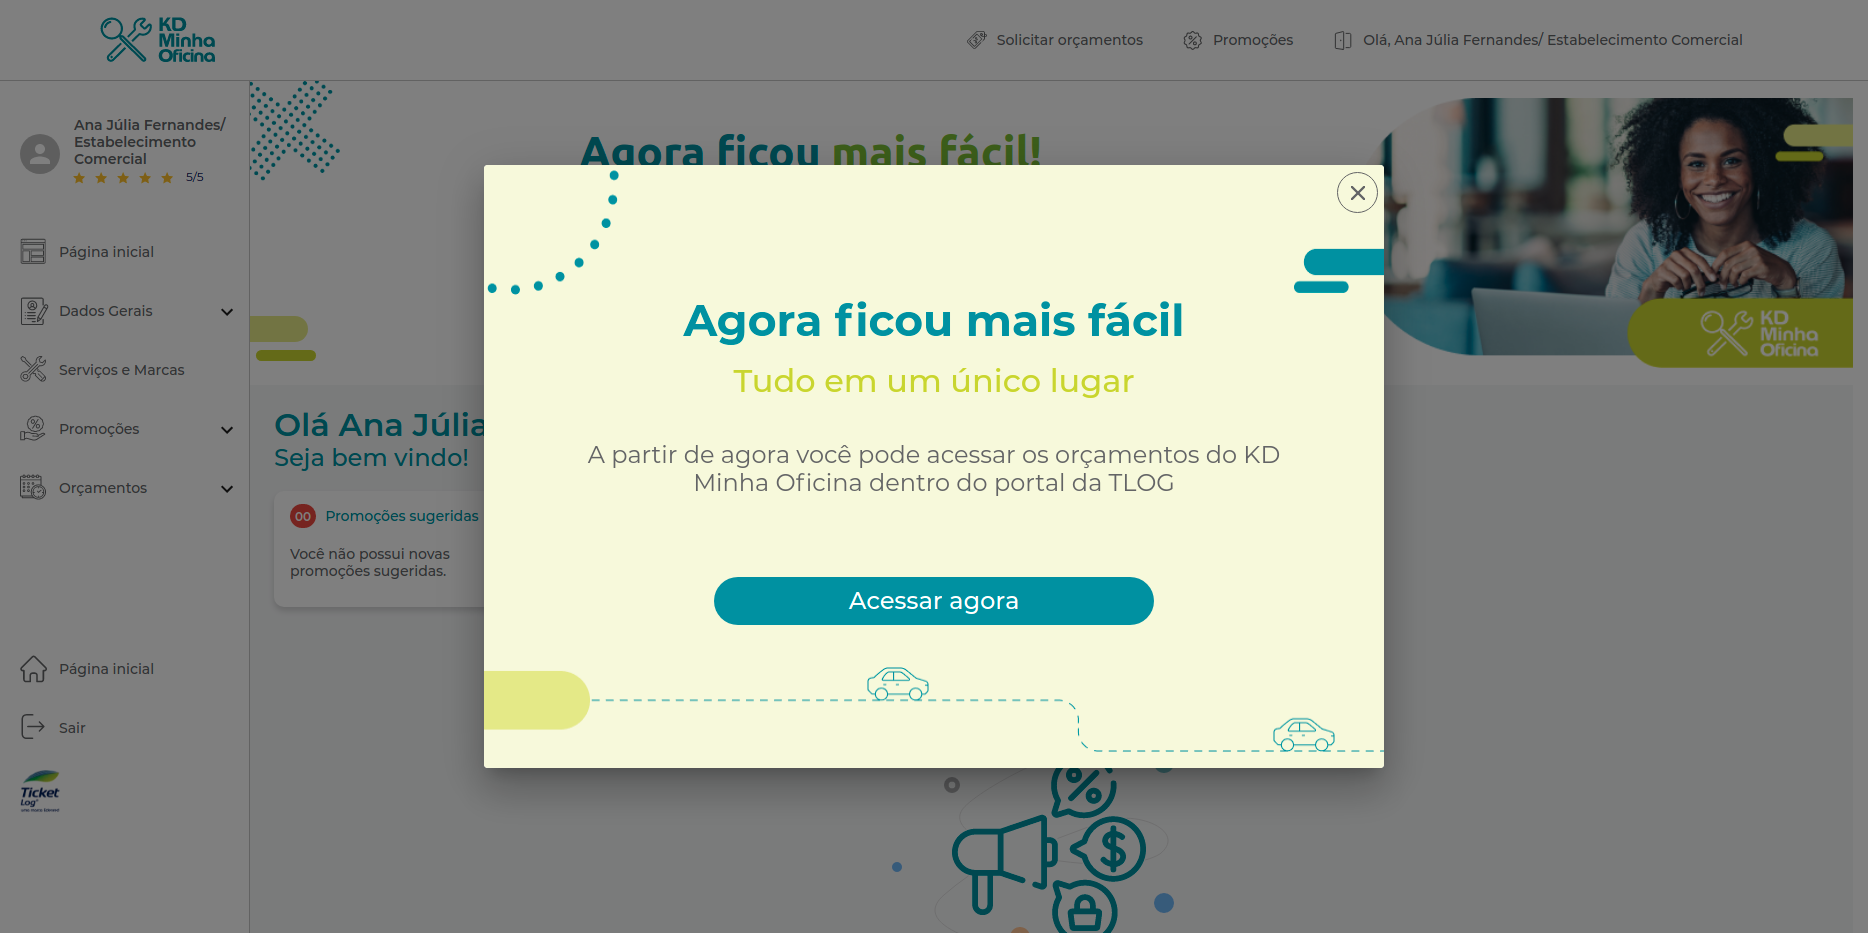 KD
Minha
Oficina
Solicitar orçamentos
Promoções
Olá, Ana Júlia Fernandes/ Estabelecimento Comercial
Ana Júlia Fernandes/
Estabelecimento
Comercial
5/5
Página inicial
Dados Gerais
Serviços e Marcas
Promoções
Orçamentos
Página inicial
Sair
Ticket
Log
Agora ficou mais fácil!
KD
Minha
Oficina
Olá Ana Júlia
Seja bem vindo!
00 Promoções sugeridas
Você não possui novas
promoções sugeridas.
Agora ficou mais fácil
Tudo em um único lugar
A partir de agora você pode acessar os orçamentos do KD
Minha Oficina dentro do portal da TLOG
Acessar agora